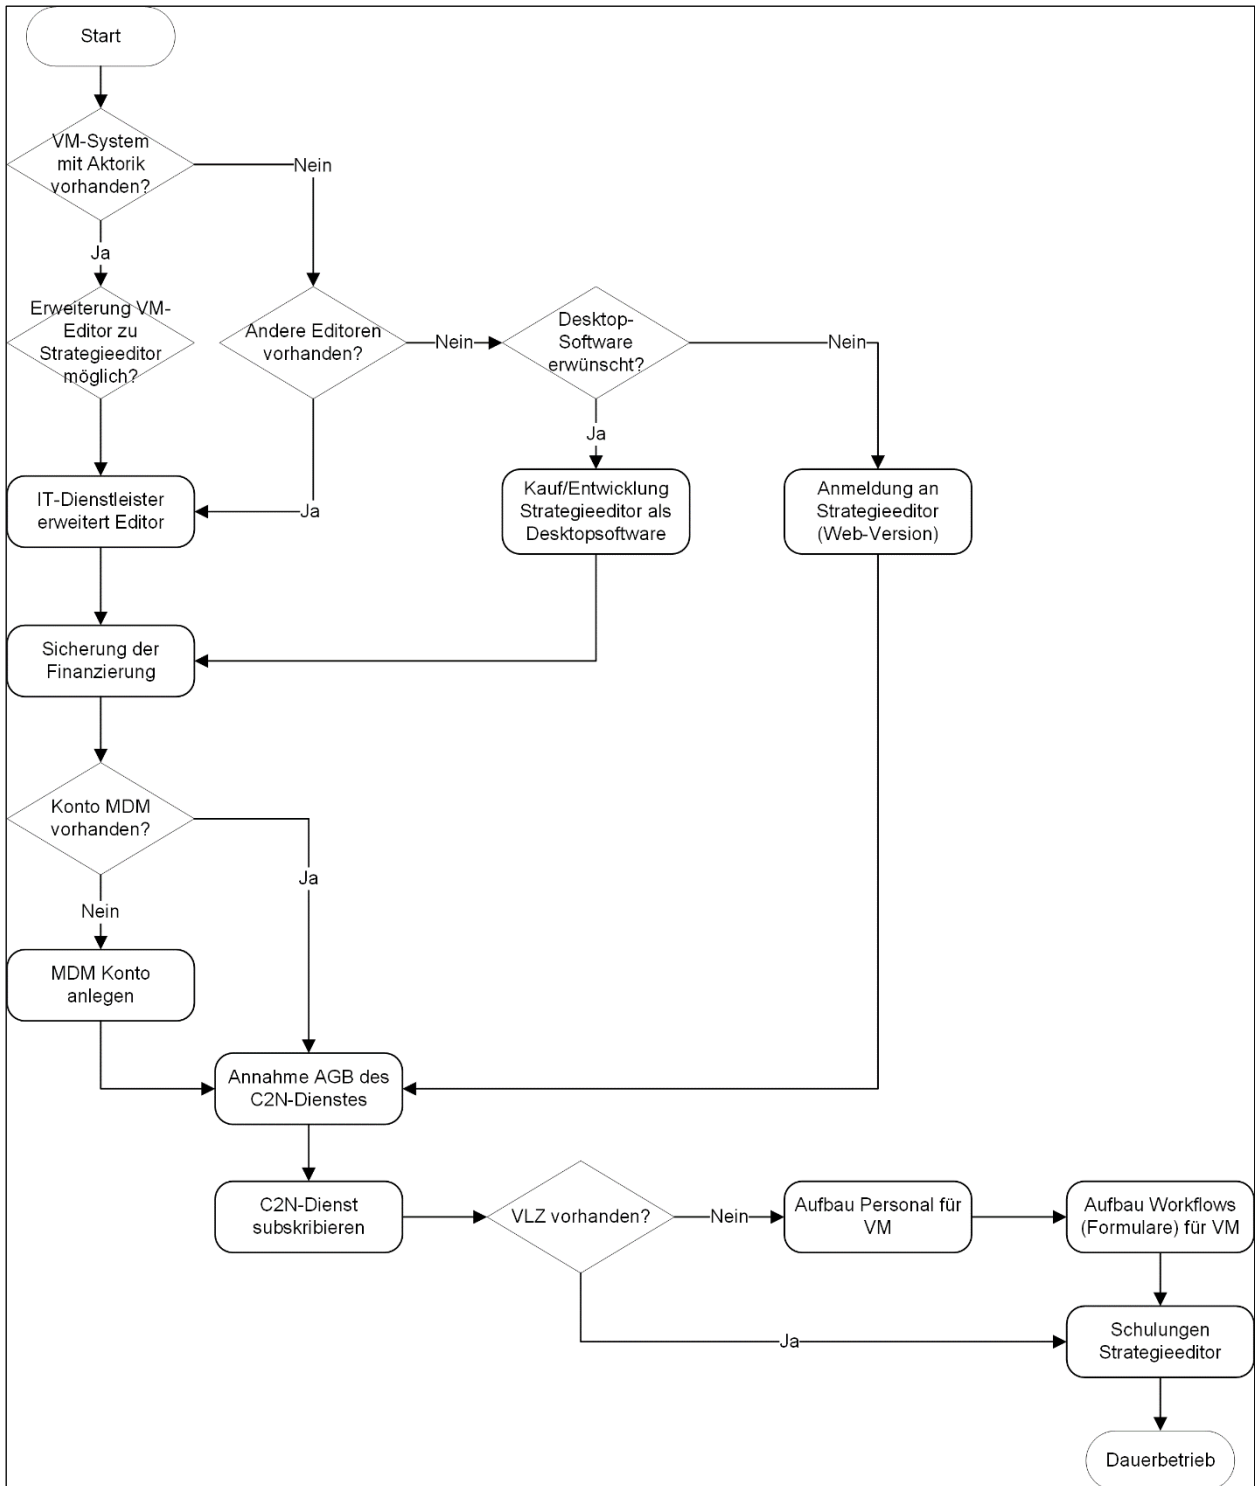 Start
VM-System
mit Aktorik
vorhanden?
Nein
Ja
Erweiterung VM-
Editor zu
Strategieeditor
möglich?
Andere Editoren
vorhanden?
Nein
Desktop-
Software
erwünscht?
Nein
Ja
IT-Dienstleister
erweitert Editor
Ja
Kauf/Entwicklung
Strategieeditor als
Desktopsoftware
Anmeldung an
Strategieeditor
(Web-Version)
Sicherung der
Finanzierung
Konto MDM
vorhanden?
Ja
Nein
MDM Konto
anlegen
Annahme AGB des
C2N-Dienstes
C2N-Dienst
subskribieren
VLZ vorhanden?
Nein
Aufbau Personal für
VM
Aufbau Workflows
(Formulare) für VM
Ja
Schulungen
Strategieeditor
Dauerbetrieb